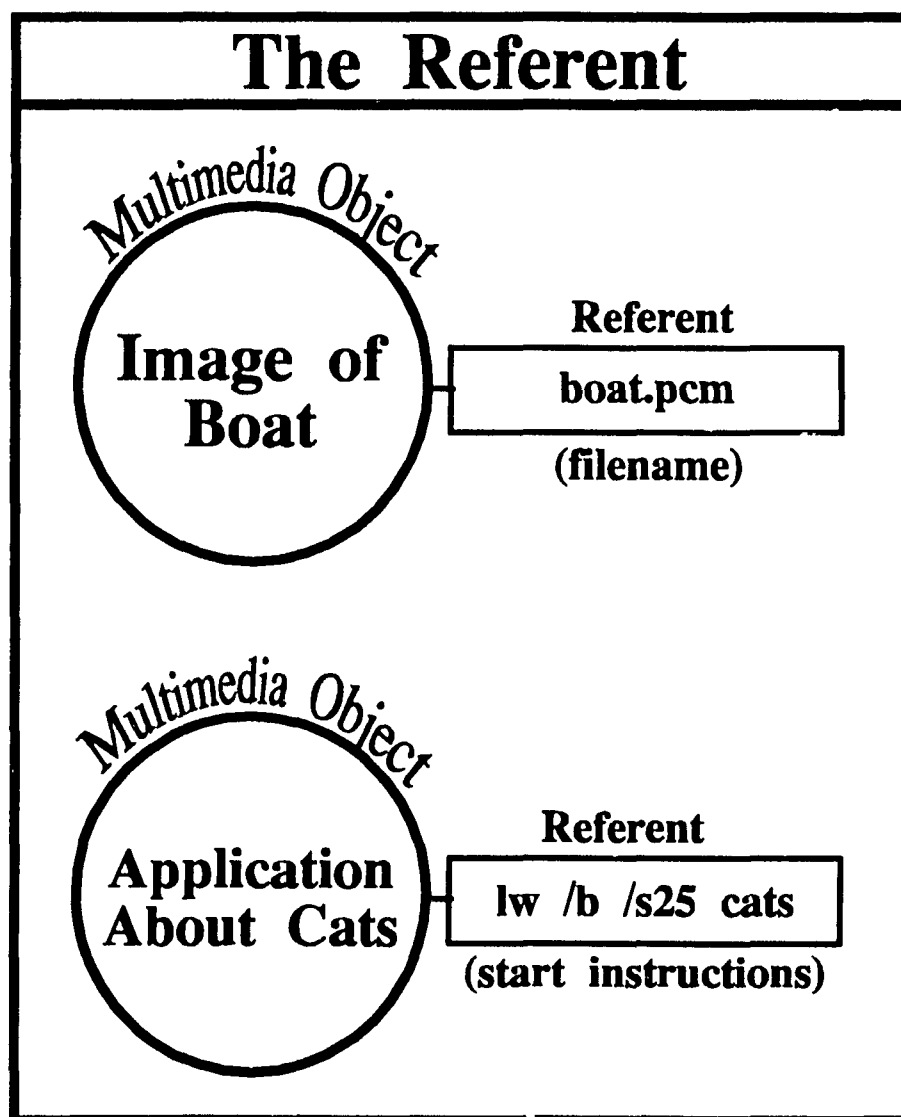 The Referent
Multimedia Object
Image of
Boat
Referent
boat.pcm
(filename)
Multimedia Object
Application
About Cats
Referent
lw /b /s25 cats
(start instructions)